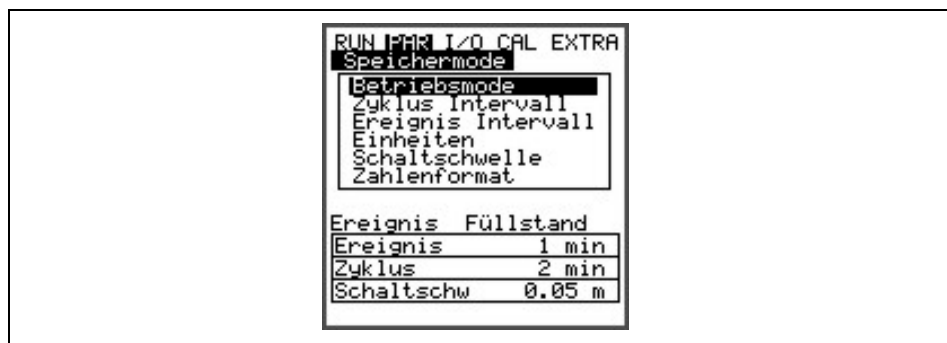 RUN PAR I/O CAL EXTRA
Speichermode
Betriebsmode
Zyklus Intervall
Ereignis Intervall
Einheiten
Schaltschwelle
Zahlenformat
Ereignis Füllstand
Ereignis 1 min
Zyklus 2 min
Schaltschw 0.05 m